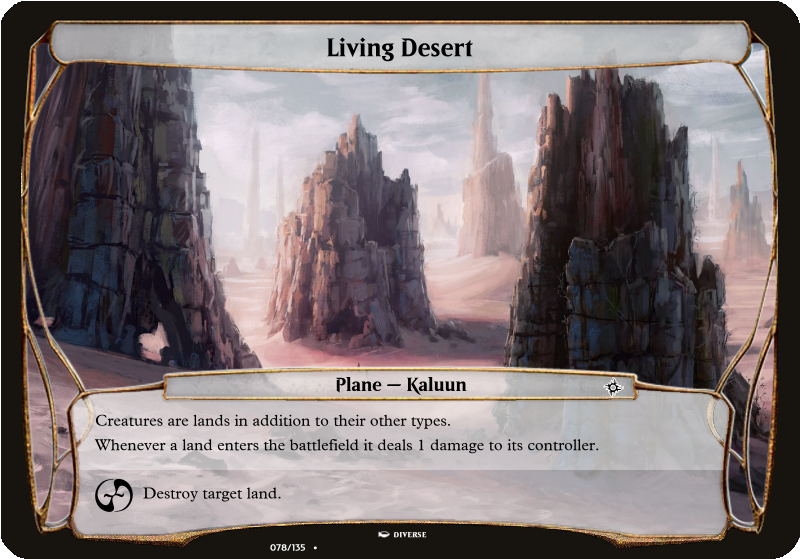 Living Desert
Plane — Kaluun
Creatures are lands in addition to their other types.
Whenever a land enters the battlefield it deals 1 damage to its controller.
Destroy target land.
DIVERSE
078/135 •